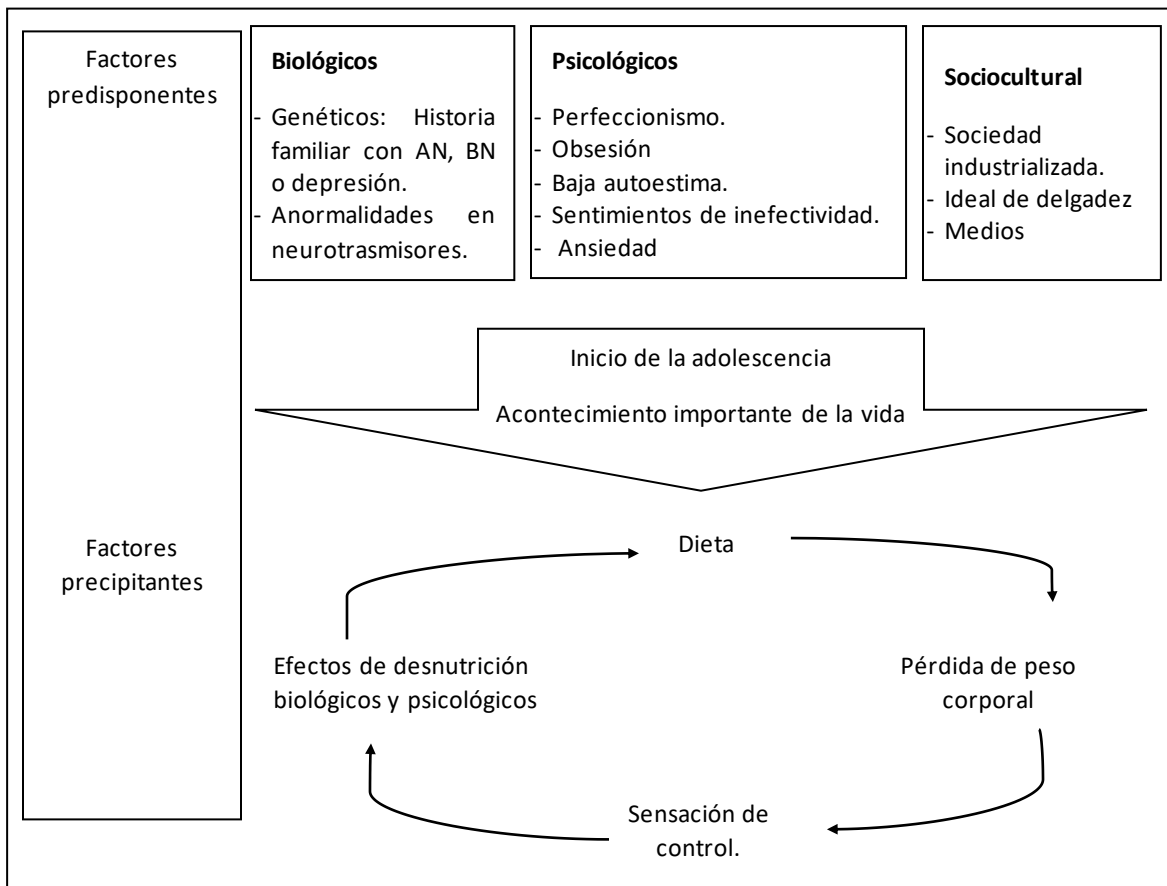 Factores
predisponentes
Biológicos
- Genéticos: Historia
familiar con AN, BN
o depresión.
- Anormalidades en
neurotrasmisores.
Psicológicos
- Perfeccionismo.
- Obsesión
- Baja autoestima.
- Sentimientos de inefectividad.
- Ansiedad
Sociocultural
- Sociedad
industrializada.
- Ideal de delgadez
- Medios
Inicio de la adolescencia
Acontecimiento importante de la vida
Factores
precipitantes
Dieta
Pérdida de peso
corporal
Sensación de
control.
Efectos de desnutrición
biológicos y psicológicos